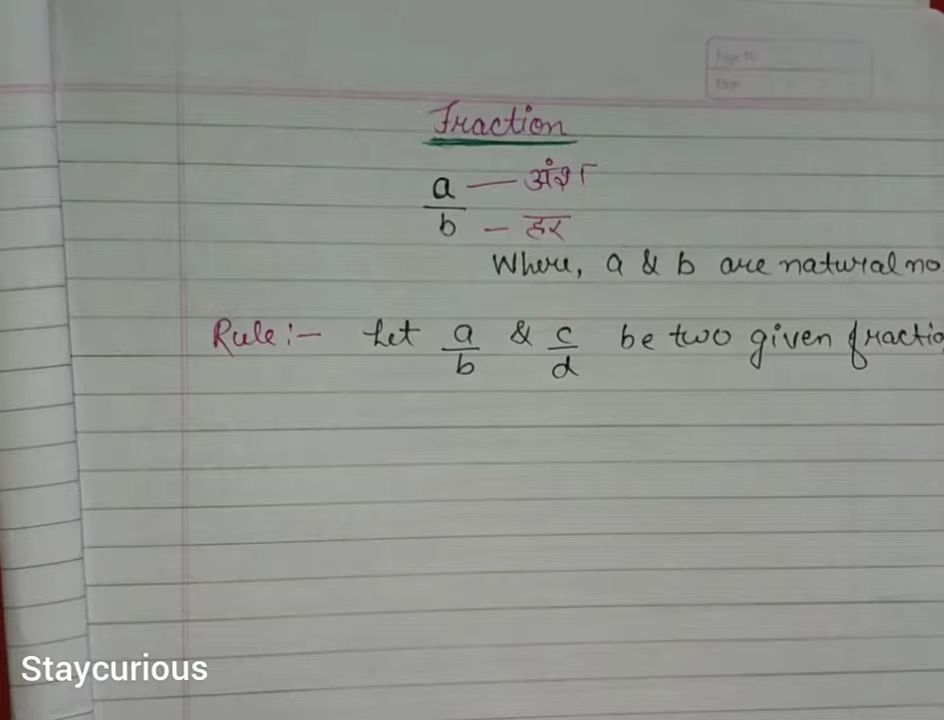 Fraction
a — अंश
b — हर
Where, a & b are natural no
Rule:- Let a/b & c/d be two given fractio
Staycurious